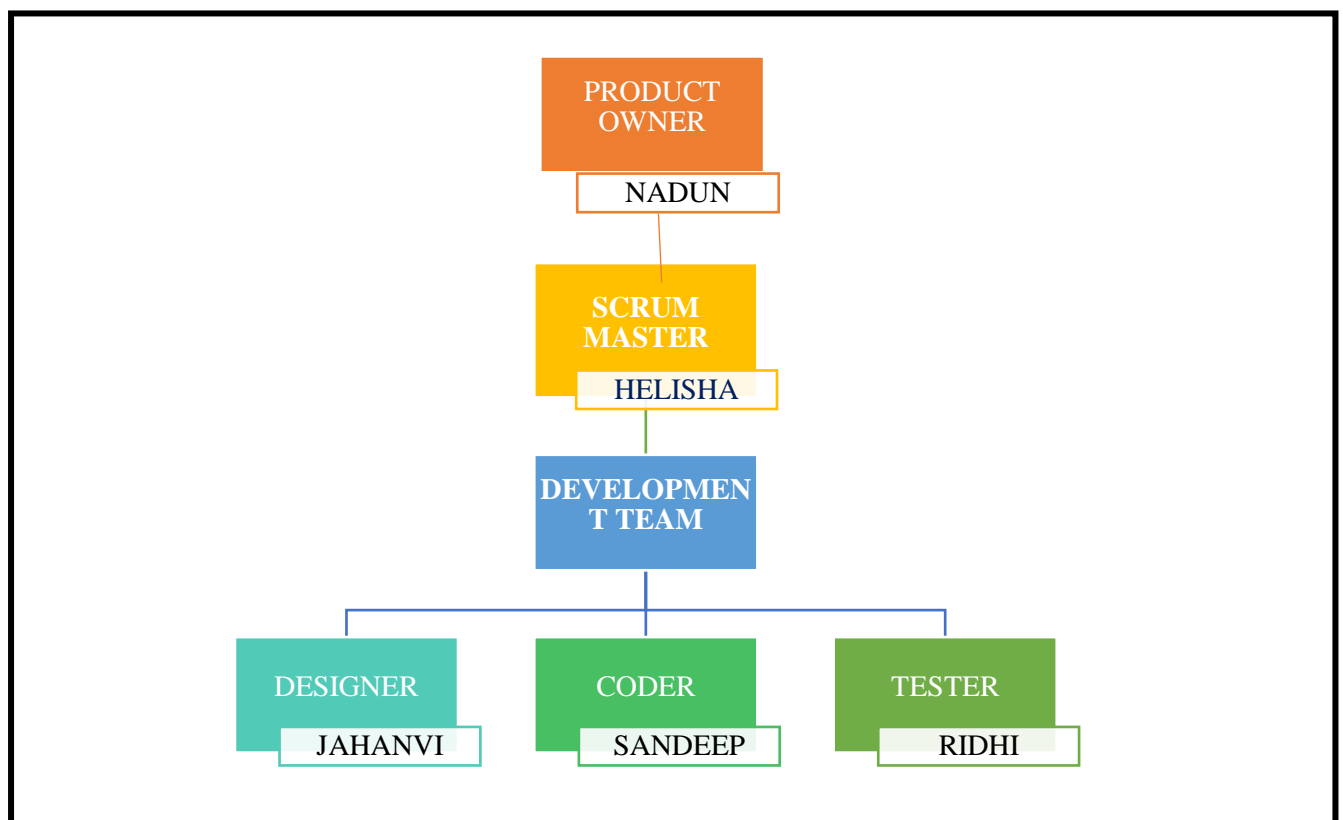 PRODUCT
OWNER
NADUN
SCRUM
MASTER
HELISHA
DEVELOPMEN
T TEAM
DESIGNER
JAHANVI
CODER
SANDEEP
TESTER
RIDHI